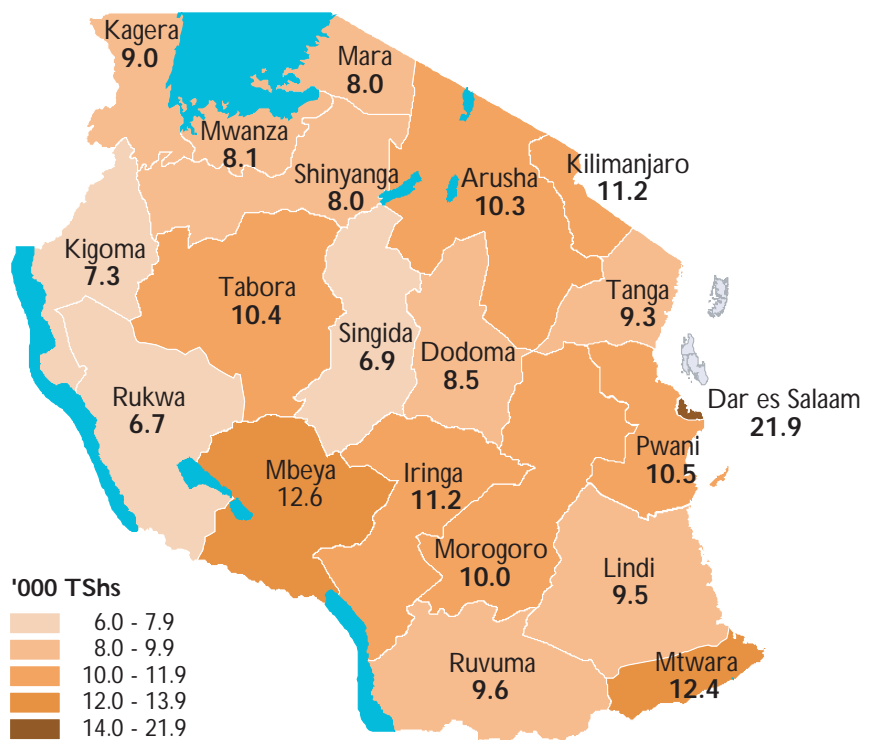 Kagera
9.0
Mara
8.0
Mwanza
8.1
Shinyanga
8.0
Arusha
10.3
Kilimanjaro
11.2
Kigoma
7.3
Tabora
10.4
Singida
6.9
Dodoma
8.5
Tanga
9.3
Rukwa
6.7
Dar es Salaam
21.9
Mbeya
12.6
Iringa
11.2
Pwani
10.5
Morogoro
10.0
Lindi
9.5
Ruvuma
9.6
Mtwara
12.4
'000 TShs
6.0 - 7.9
8.0 - 9.9
10.0 - 11.9
12.0 - 13.9
14.0 - 21.9